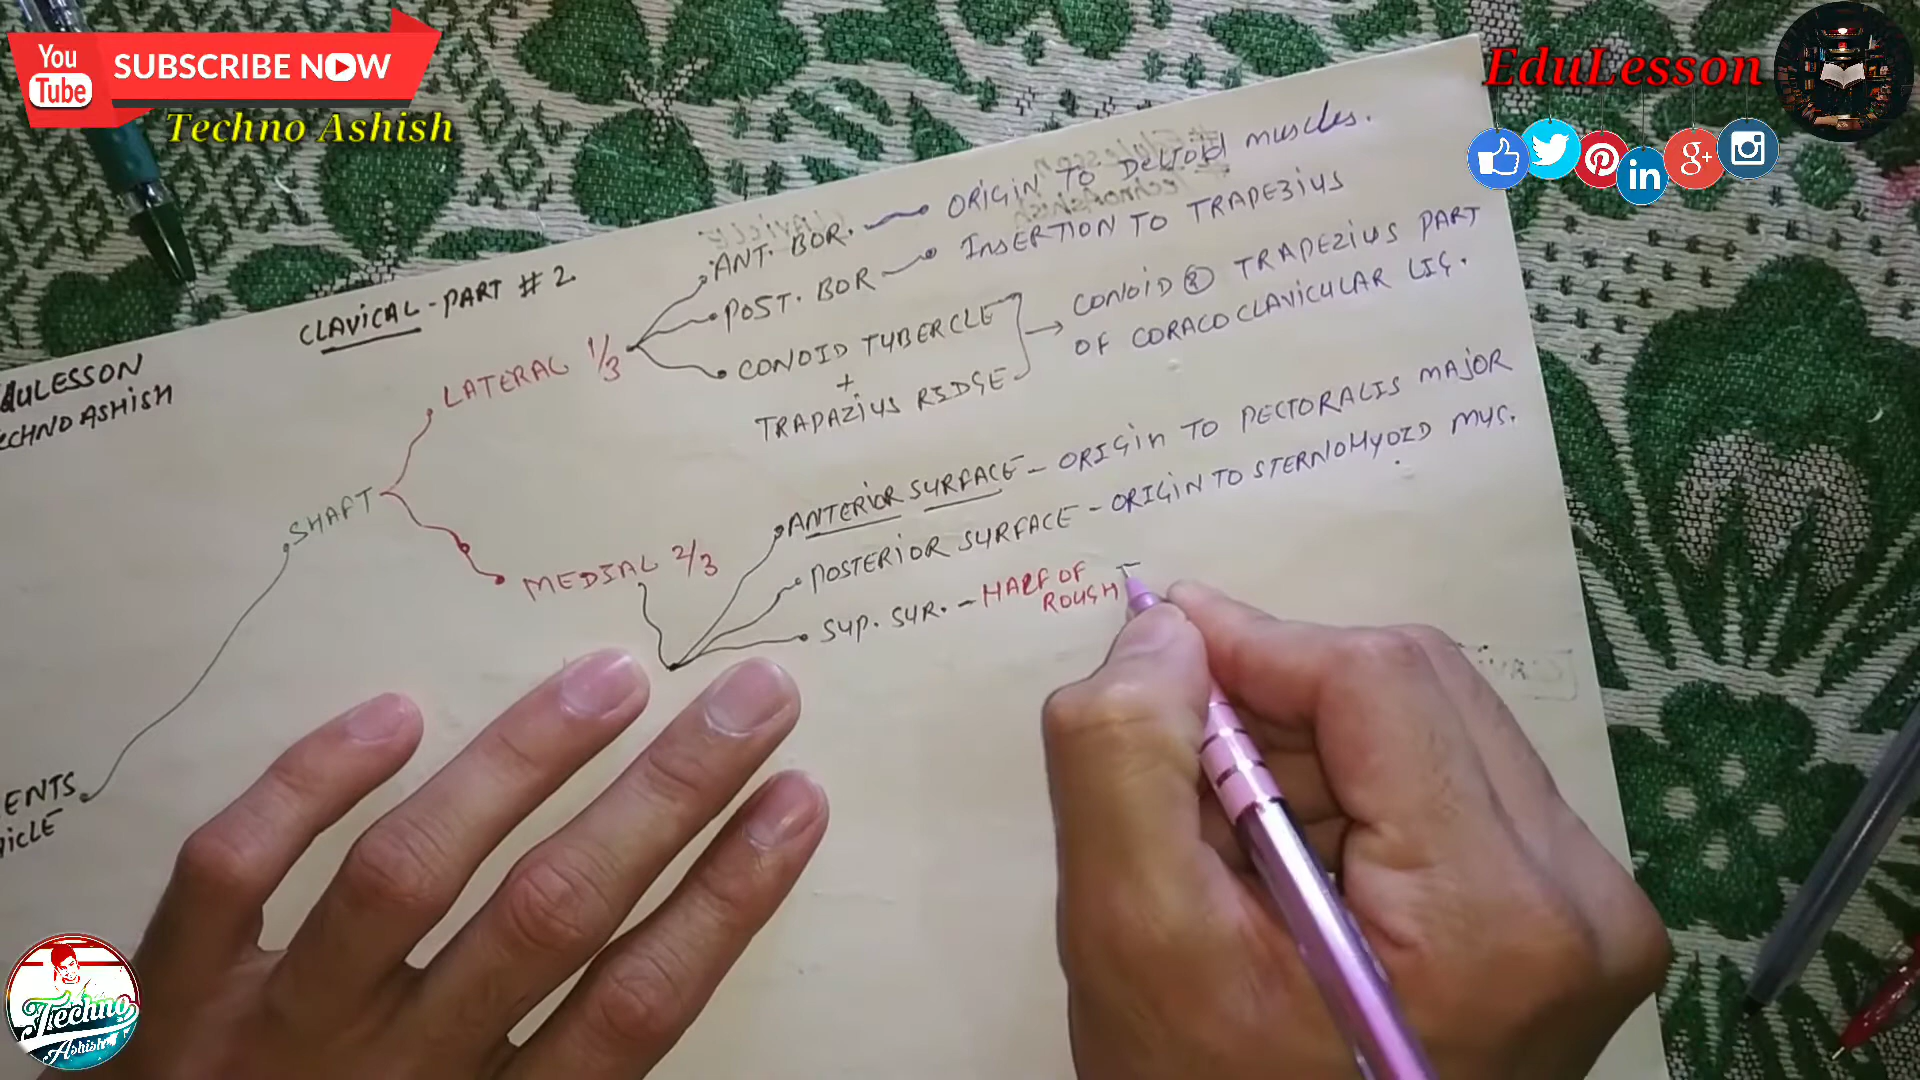 You
Tube
SUBSCRIBE NOW
Techno Ashish
EduLesson
CLAVICAL - PART # 2.
EDULESSON
TECHNO ASHISH
SHAFT
LATERAL 1/3
ANT. BOR. - ORIGIN TO DELTOID muscles.
POST. BOR - INSERTION TO TRAPEZIUS
CONOID TUBERCLE
+
TRAPAZIUS RIDGE
CONOID & TRAPEZIUS PART
OF CORACOCLAVICULAR LIG.
MEDIAL 2/3
ANTERIOR SURFACE - ORIGIN TO PECTORALIS MAJOR
POSTERIOR SURFACE - ORIGIN TO STERNOHYOID MUS.
SUP. SUR. - HALF OF
ROUGH
ENTS
VICLE
Techno
Ashish